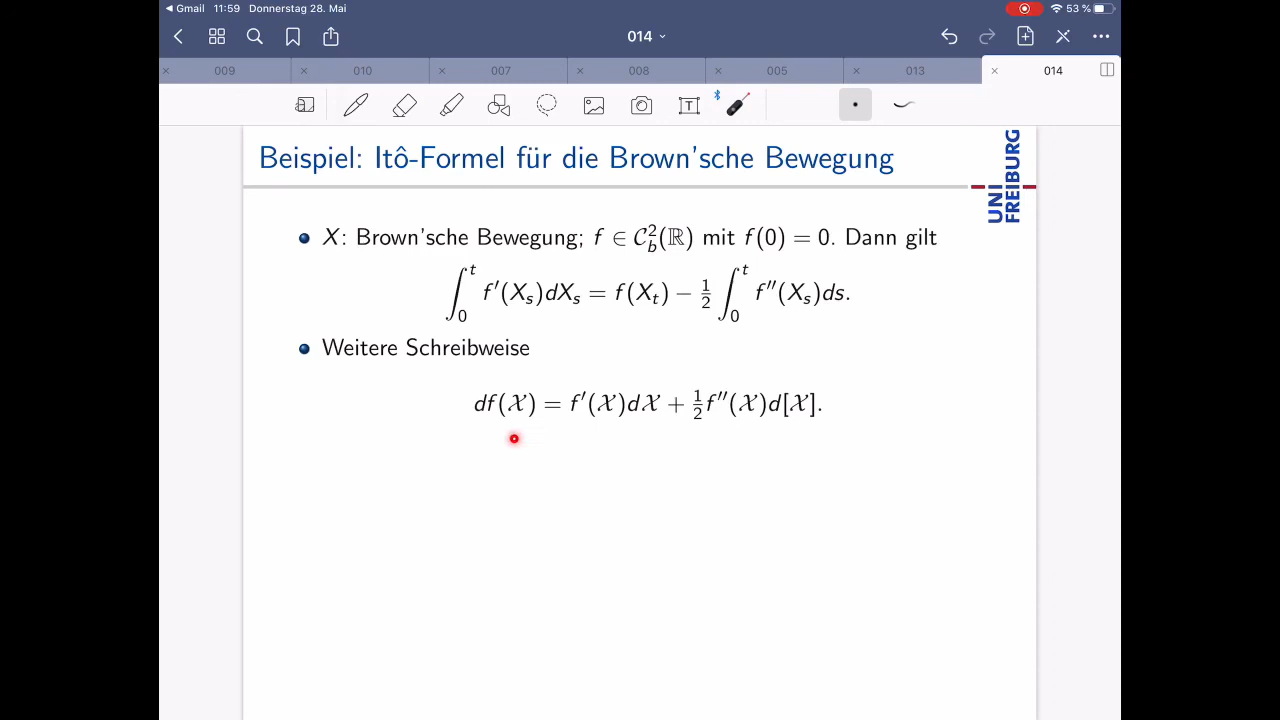 Gmail 11:59 Donnerstag 28. Mai 53 %
014
009 010 007 008 005 013 014
T
Beispiel: Itô-Formel für die Brown'sche Bewegung
UNI
FREIBURG
X: Brown'sche Bewegung; f ∈ 𝒞_b^2(ℝ) mit f(0) = 0. Dann gilt
∫_0^t f′(X_s)dX_s = f(X_t) − ½ ∫_0^t f″(X_s)ds.
Weitere Schreibweise
df(𝒳) = f′(𝒳)d𝒳 + ½f″(𝒳)d[𝒳].